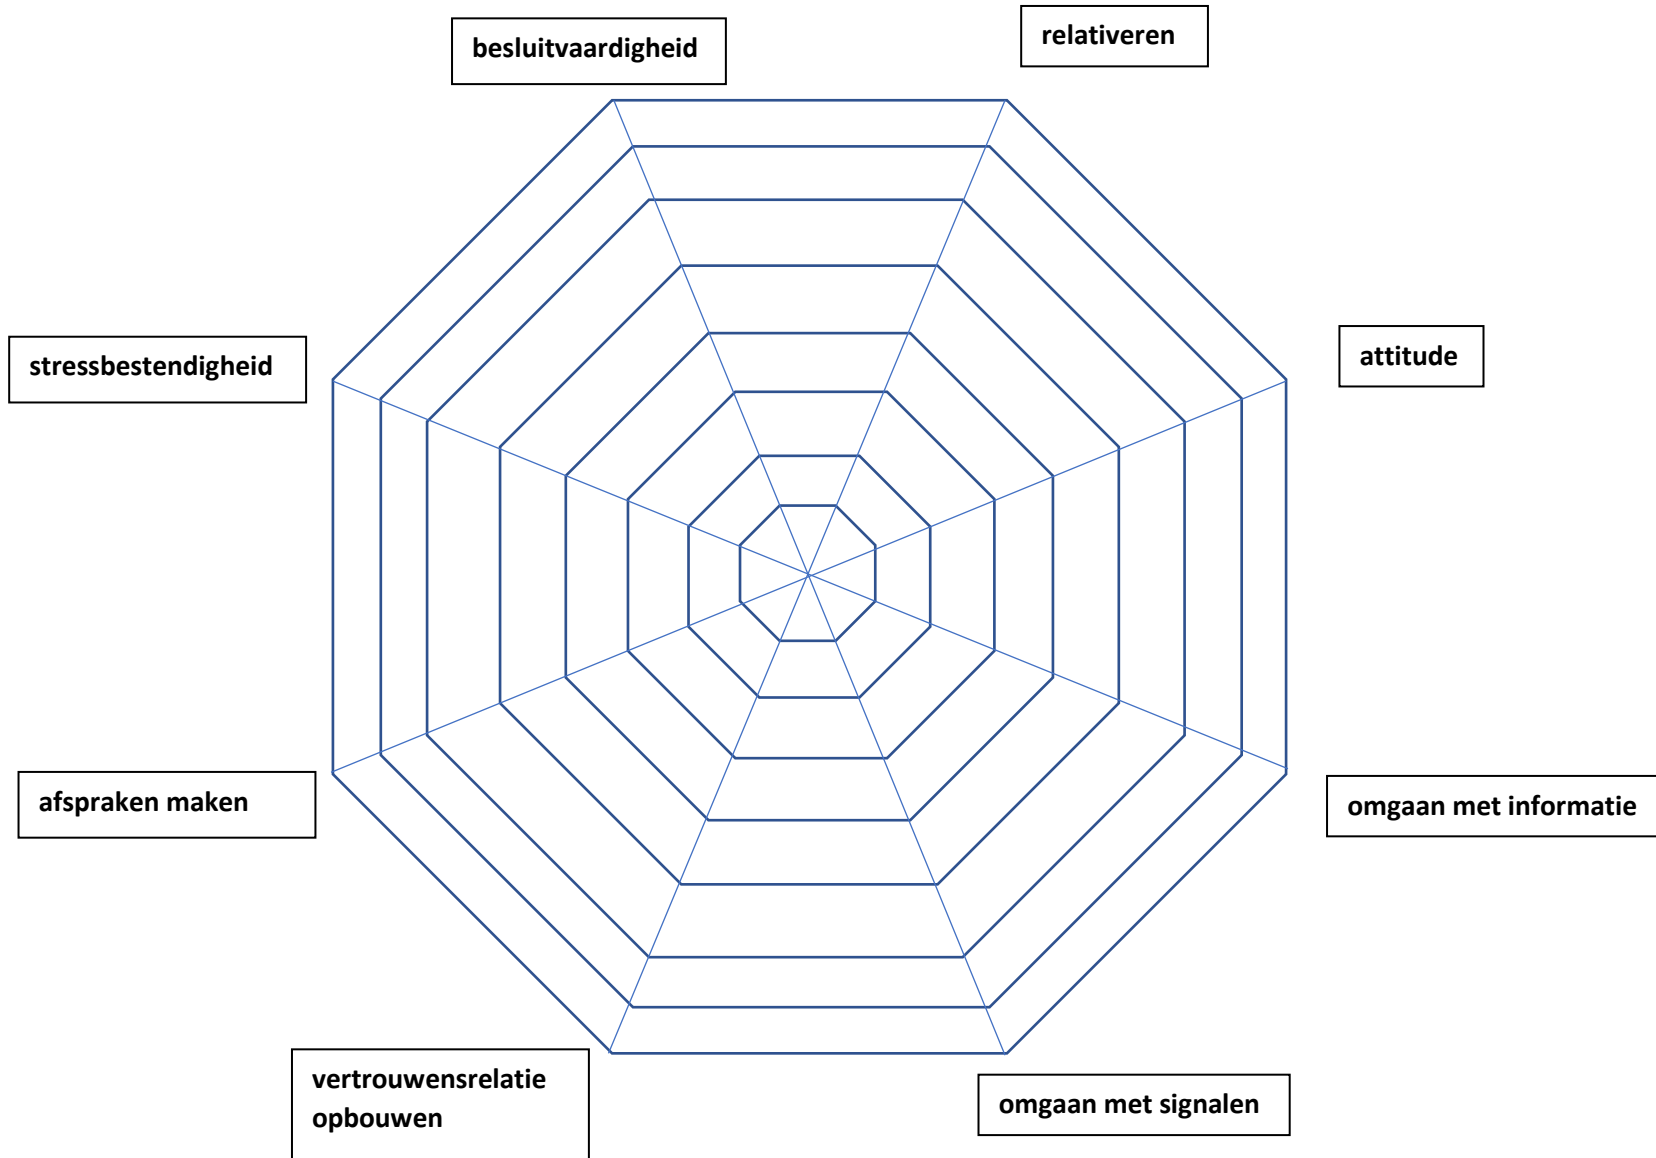 relativeren
besluitvaardigheid
stressbestendigheid
attitude
afspraken maken
omgaan met informatie
vertrouwensrelatie
opbouwen
omgaan met signalen